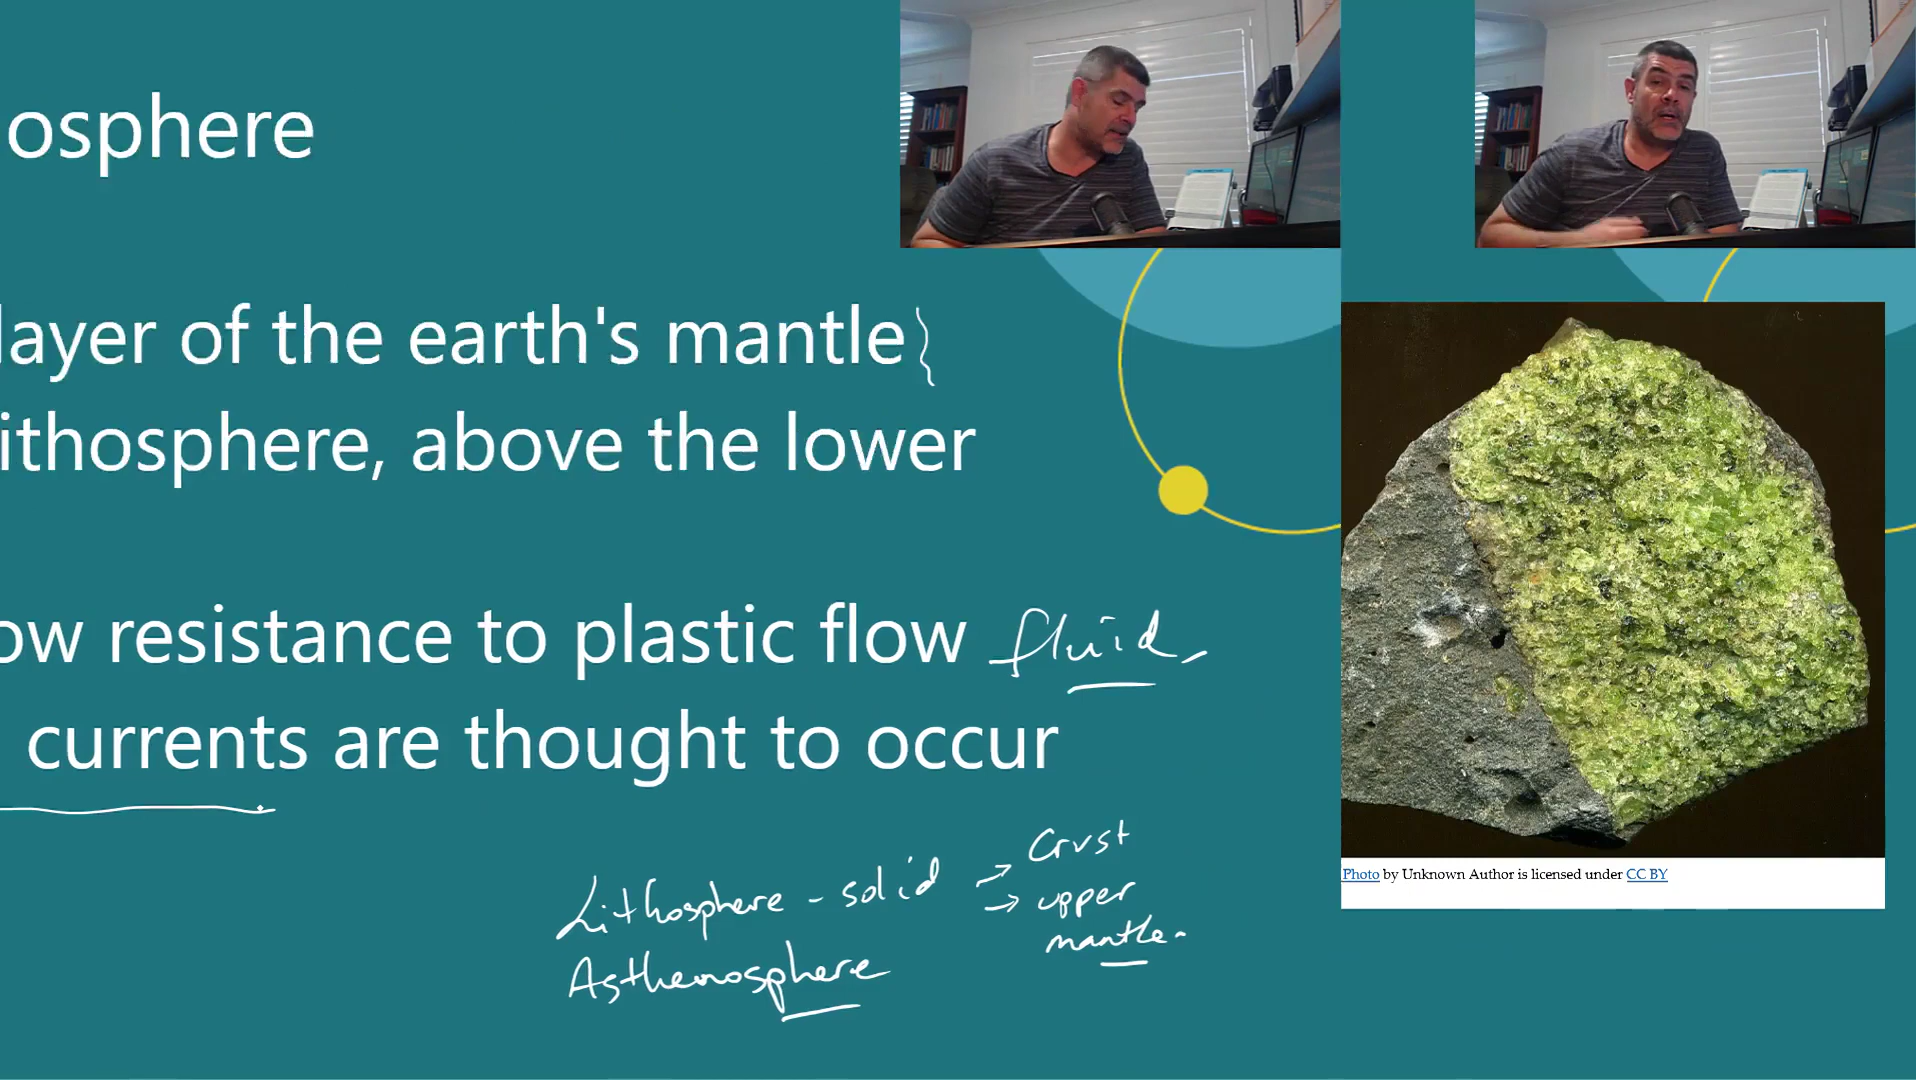 osphere
layer of the earth's mantle
ithosphere, above the lower
ow resistance to plastic flow fluid
currents are thought to occur
Lithosphere - solid → Crust
→ upper
mantle
Asthenosphere
Photo by Unknown Author is licensed under CC BY